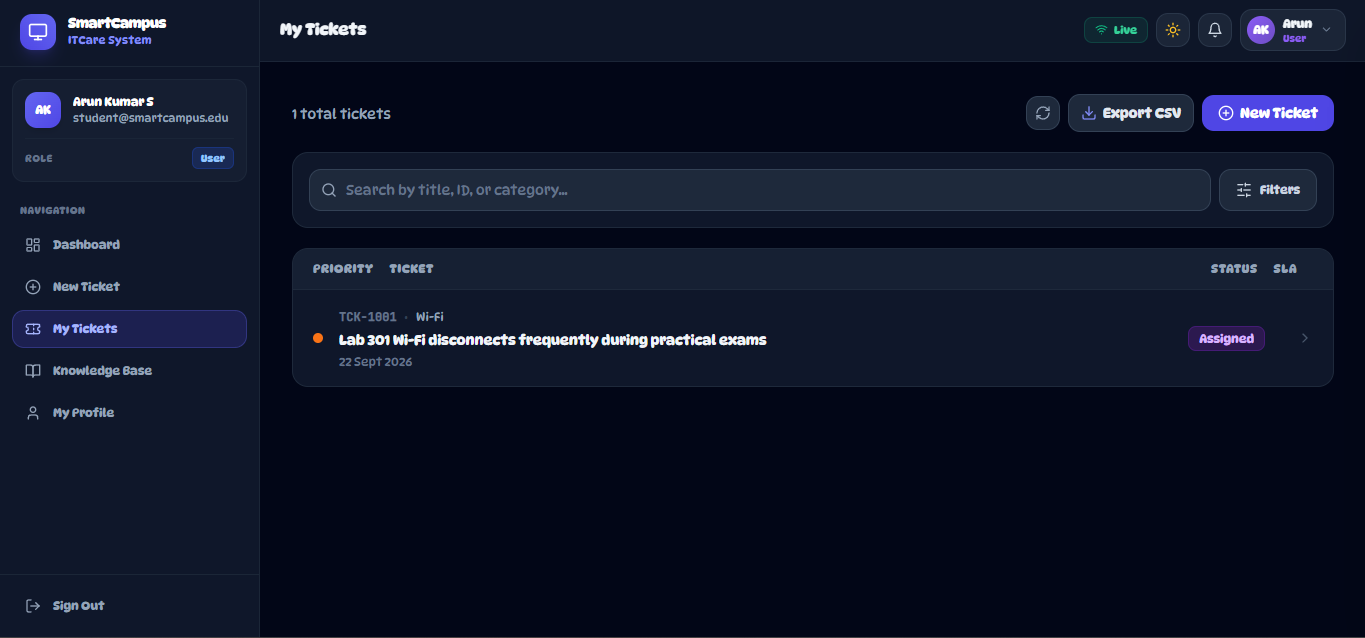 SmartCampus
ITCare System
AK
Arun Kumar S
student@smartcampus.edu
ROLE
User
NAVIGATION
Dashboard
New Ticket
My Tickets
Knowledge Base
My Profile
Sign Out
My Tickets
Live
AK
Arun
User
1 total tickets
Export CSV
New Ticket
Search by title, ID, or category...
Filters
PRIORITY TICKET STATUS SLA
TCK-1001 · Wi-Fi
Lab 301 Wi-Fi disconnects frequently during practical exams
22 Sept 2026
Assigned